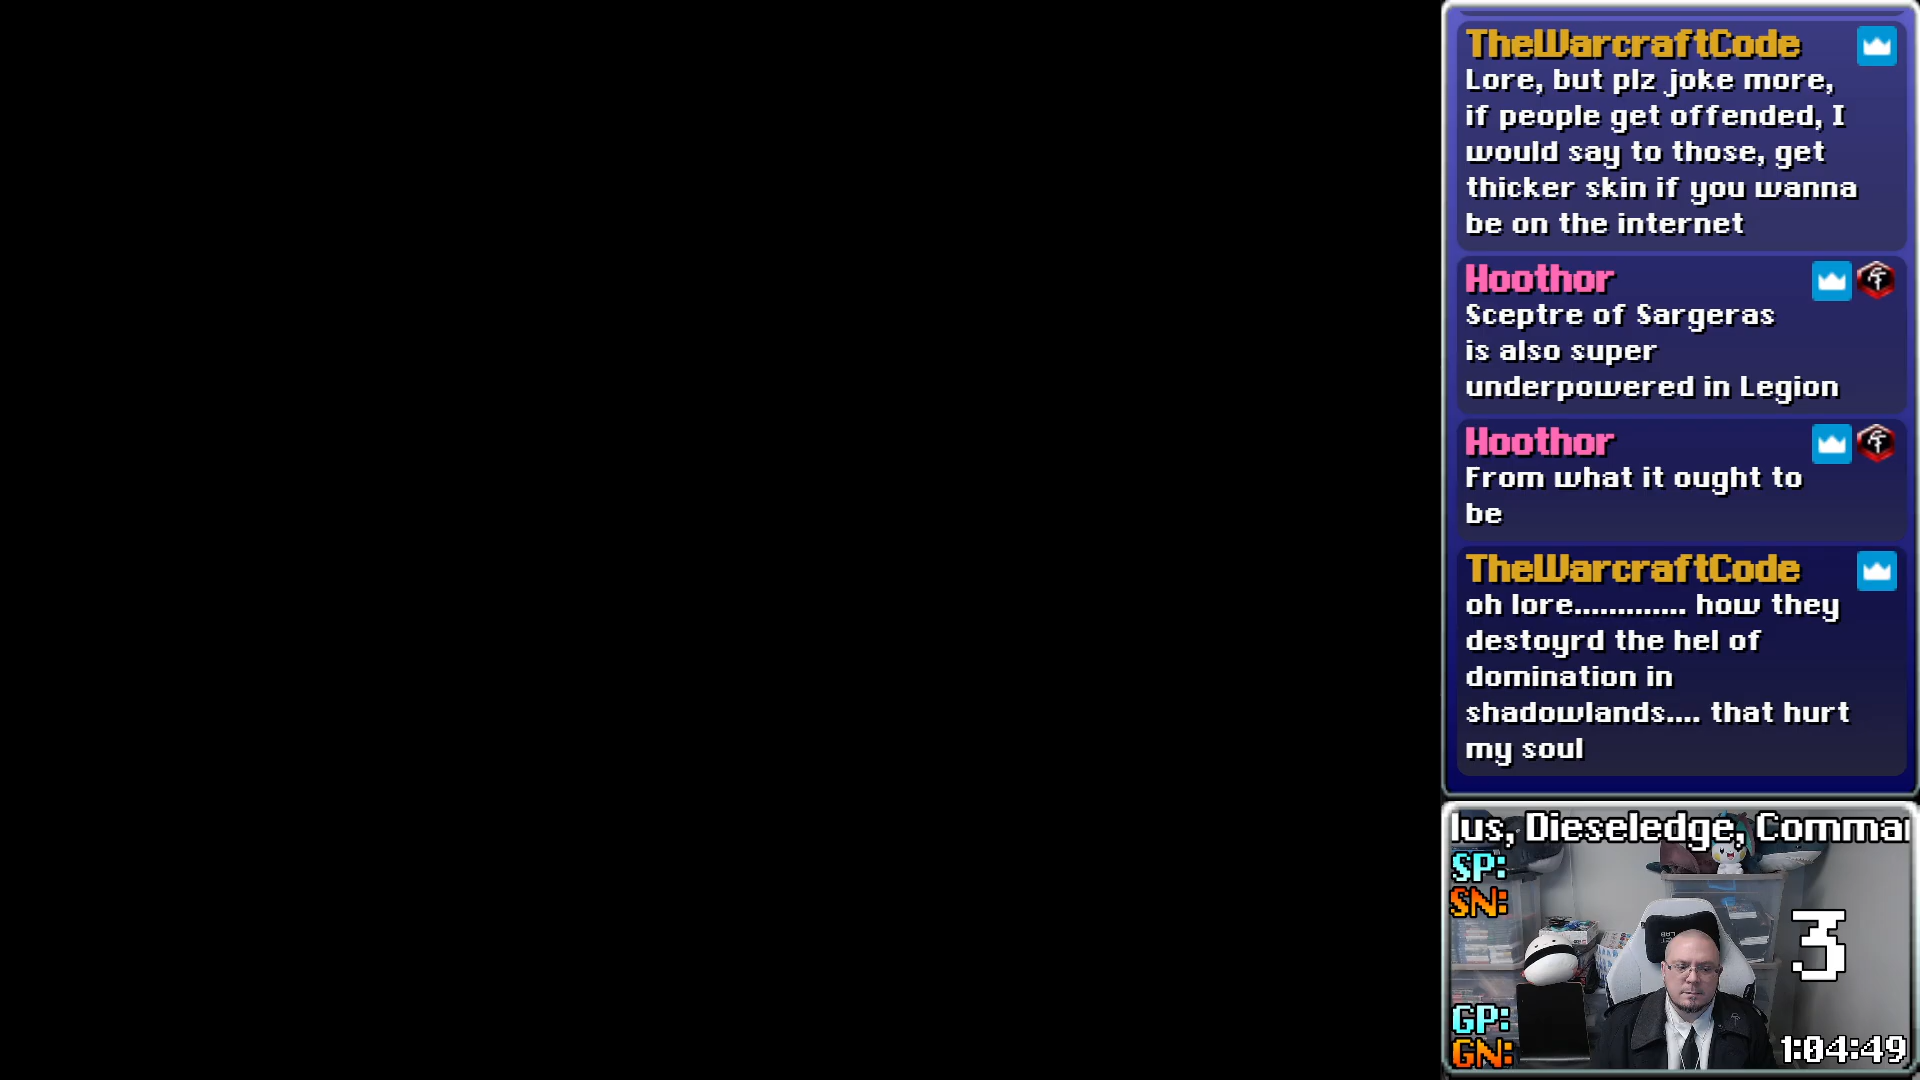 TheWarcraftCode
Lore, but plz joke more,
if people get offended, I
would say to those, get
thicker skin if you wanna
be on the internet
Hoothor
Sceptre of Sargeras
is also super
underpowered in Legion
Hoothor
From what it ought to
be
TheWarcraftCode
oh lore............. how they
destoyrd the hel of
domination in
shadowlands.... that hurt
my soul
lus, Dieseledge, Comma
SP:
SN:
3
GP:
GN:
1:04:49